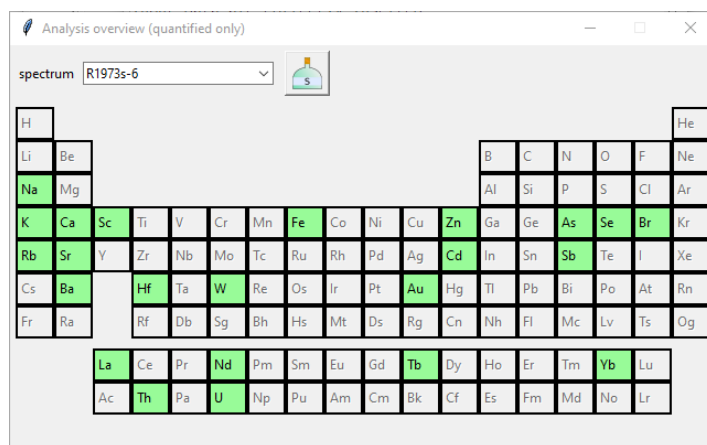 Analysis overview (quantified only)
spectrum R1973s-6
S
H He
Li Be B C N O F Ne
Na Mg Al Si P S Cl Ar
K Ca Sc Ti V Cr Mn Fe Co Ni Cu Zn Ga Ge As Se Br Kr
Rb Sr Y Zr Nb Mo Tc Ru Rh Pd Ag Cd In Sn Sb Te I Xe
Cs Ba Hf Ta W Re Os Ir Pt Au Hg Tl Pb Bi Po At Rn
Fr Ra Rf Db Sg Bh Hs Mt Ds Rg Cn Nh Fl Mc Lv Ts Og
La Ce Pr Nd Pm Sm Eu Gd Tb Dy Ho Er Tm Yb Lu
Ac Th Pa U Np Pu Am Cm Bk Cf Es Fm Md No Lr